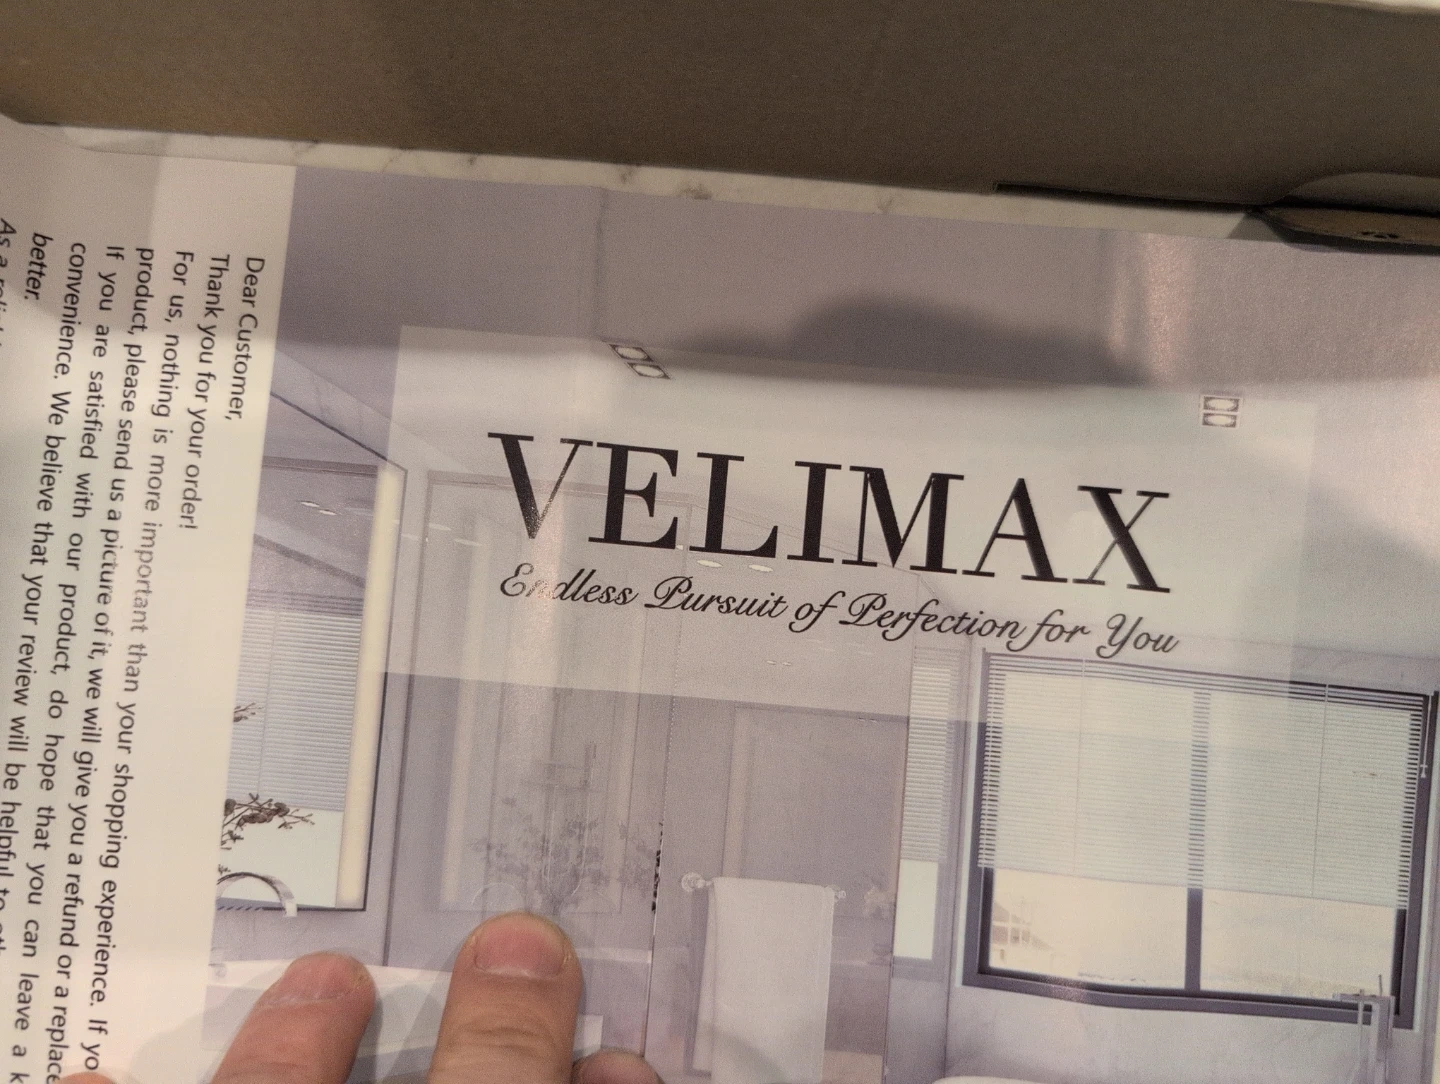 VELIMAX
Endless Pursuit of Perfection for You
Dear Customer,
Thank you for your order!
For us, nothing is more important than your shopping experience. If
product, please send us a picture of it, we will give you a refund or a
If you are satisfied with our product, do hope that you can leave a
convenience. We believe that your review will be helpful to
better.
As a